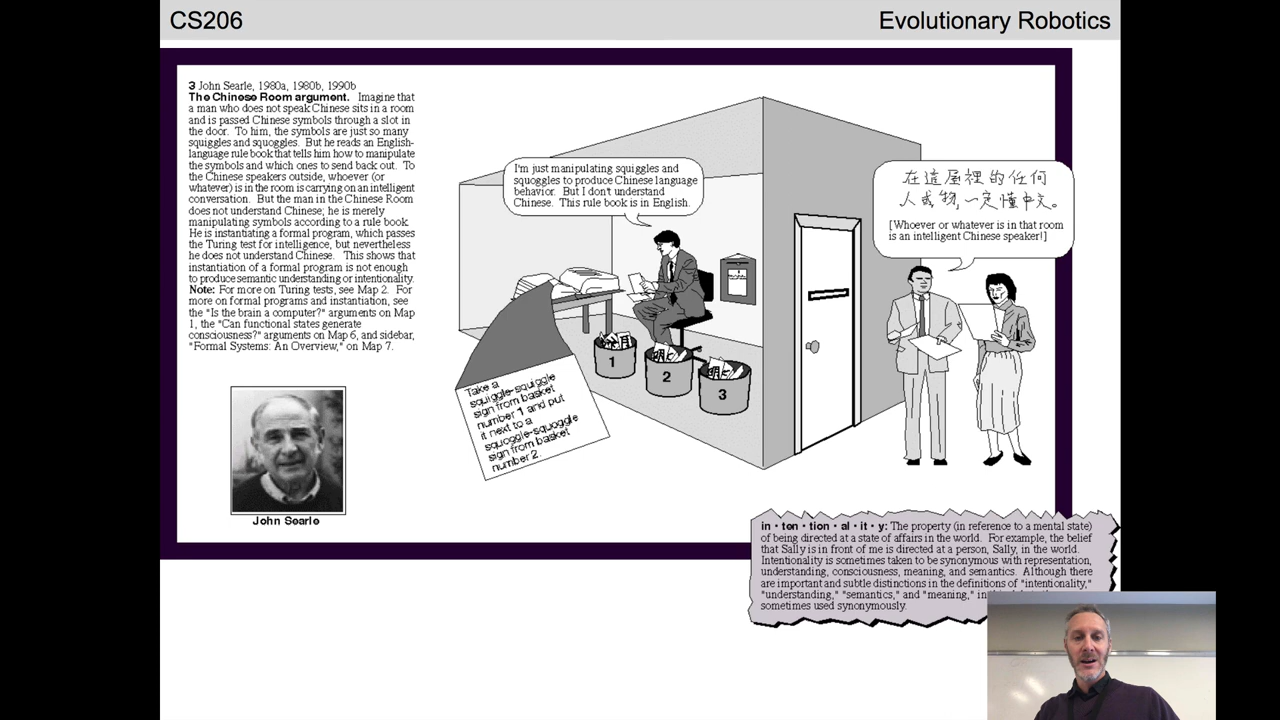 CS206
Evolutionary Robotics
3 John Searle, 1980a, 1980b, 1990b
The Chinese Room argument. Imagine that
a man who does not speak Chinese sits in a room
and is passed Chinese symbols through a slot in
the door. To him, the symbols are just so many
squiggles and squoggles. But he reads an English-
language rule book that tells him how to manipulate
the symbols and which ones to send back out. To
the Chinese speakers outside, whoever (or
whatever) is in the room is carrying on an intelligent
conversation. But the man in the Chinese Room
does not understand Chinese; he is merely
manipulating symbols according to a rule book.
He is instantiating a formal program, which passes
the Turing test for intelligence, but nevertheless
he does not understand Chinese. This shows that
instantiation of a formal program is not enough
to produce semantic understanding or intentionality.
Note: For more on Turing tests, see Map 2. For
more on formal programs and instantiation, see
the "Is the brain a computer?" arguments on Map
1, the "Can functional states generate
consciousness?" arguments on Map 6, and sidebar,
"Formal Systems: An Overview," on Map 7.
John Searle
I'm just manipulating squiggles and
squoggles to produce Chinese language
behavior. But I don't understand
Chinese. This rule book is in English.
在這屋裡的任何
人或物,一定懂中文。
[Whoever or whatever is in that room
is an intelligent Chinese speaker!]
1
2
3
Take a
squiggle-squiggle
sign from basket
number 1 and put
it next to a
squoggle-squoggle
sign from basket
number 2.
in • ten • tion • al • it • y: The property (in reference to a mental state)
of being directed at a state of affairs in the world. For example, the belief
that Sally is in front of me is directed at a person, Sally, in the world.
Intentionality is sometimes taken to be synonymous with representation,
understanding, consciousness, meaning, and semantics. Although there
are important and subtle distinctions in the definitions of "intentionality,"
"understanding," "semantics," and "meaning," in
sometimes used synonymously.